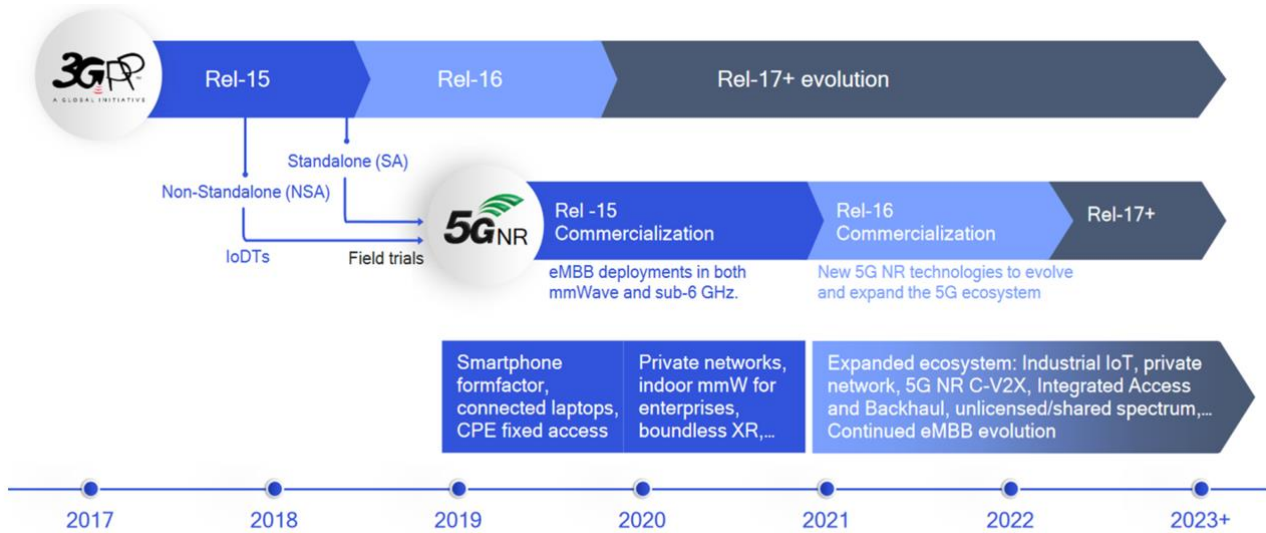 3GPP
A GLOBAL INITIATIVE
Rel-15
Rel-16
Rel-17+ evolution
Standalone (SA)
Non-Standalone (NSA)
IoDTs
Field trials
5G NR
Rel -15
Commercialization
Rel-16
Commercialization
Rel-17+
eMBB deployments in both
mmWave and sub-6 GHz.
New 5G NR technologies to evolve
and expand the 5G ecosystem
Smartphone
formfactor,
connected laptops,
CPE fixed access
Private networks,
indoor mmW for
enterprises,
boundless XR,...
Expanded ecosystem: Industrial IoT, private
network, 5G NR C-V2X, Integrated Access
and Backhaul, unlicensed/shared spectrum,...
Continued eMBB evolution
2017
2018
2019
2020
2021
2022
2023+